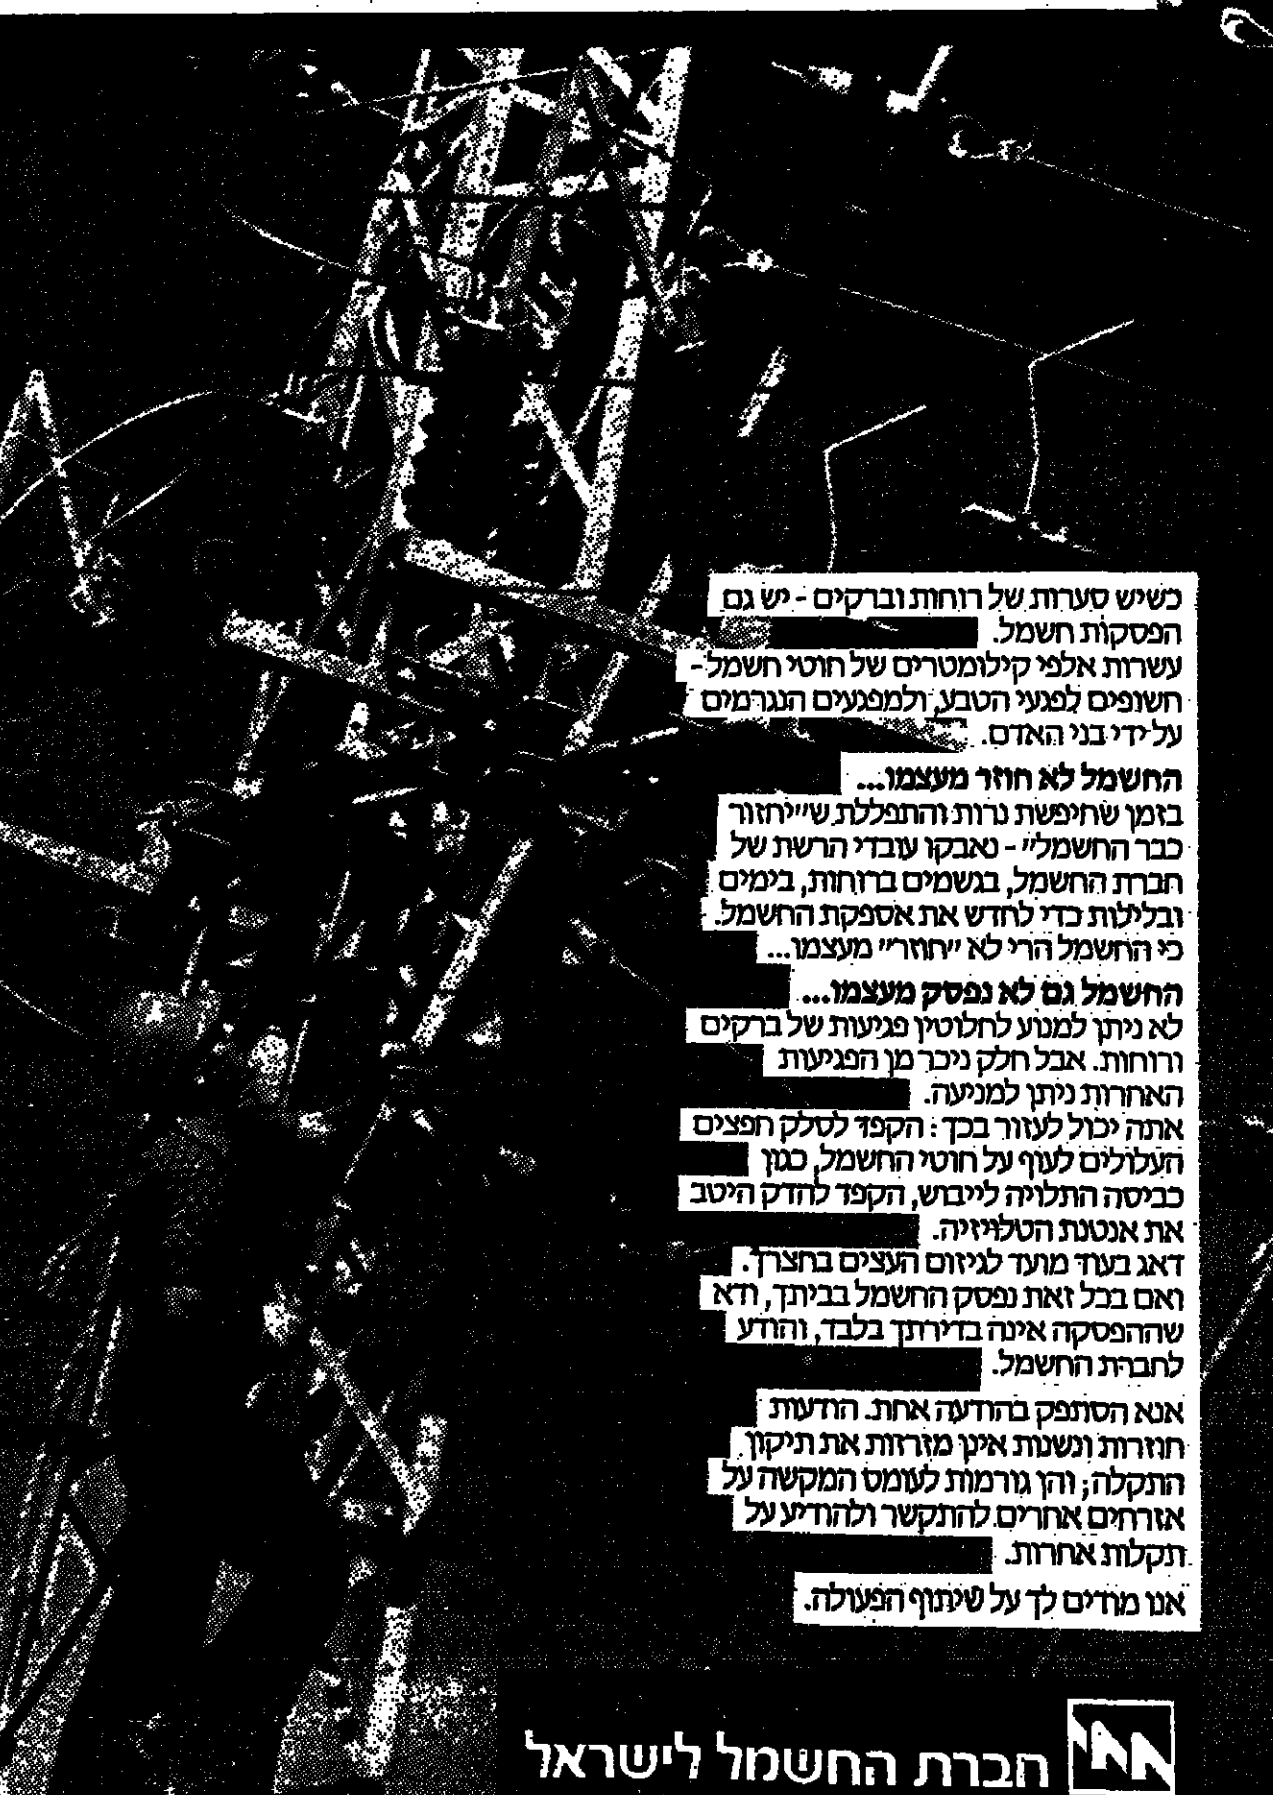 כשיש סערות של רוחות וברקים - יש גם
הפסקות חשמל.
עשרות אלפי קילומטרים של חוטי חשמל -
חשופים לפגעי הטבע, ולמפגעים הנגרמים
על-ידי בני האדם.
החשמל לא חוזר מעצמו...
בזמן שחיפשת נרות והתפללת ש״יחזור
כבר החשמל״ - נאבקו עובדי הרשת של
חברת החשמל, בגשמים ברוחות, בימים
ובלילות כדי לחדש את אספקת החשמל.
כי החשמל הרי לא ״חוזר״ מעצמו...
החשמל גם לא נפסק מעצמו...
לא ניתן למנוע לחלוטין פגיעות של ברקים
ורוחות. אבל חלק ניכר מן הפגיעות
האחרות ניתן למניעה.
אתה יכול לעזור בכך: הקפד לסלק חפצים
העלולים לעוף על חוטי החשמל, כגון
כביסה התלויה לייבוש, הקפד להדק היטב
את אנטנת הטלויזיה.
דאג בעוד מועד לגיזום העצים בחצרך.
ואם בכל זאת נפסק החשמל בביתך, ודא
שההפסקה אינה בדירתך בלבד, והודע
לחברת החשמל.
אנא הסתפק בהודעה אחת. הודעות
חוזרות ונשנות אינן מזרזות את תיקון
התקלה; והן גורמות לעומס המקשה על
אזרחים אחרים להתקשר ולהודיע על
תקלות אחרות.
אנו מודים לך על שיתוף הפעולה.
חברת החשמל לישראל